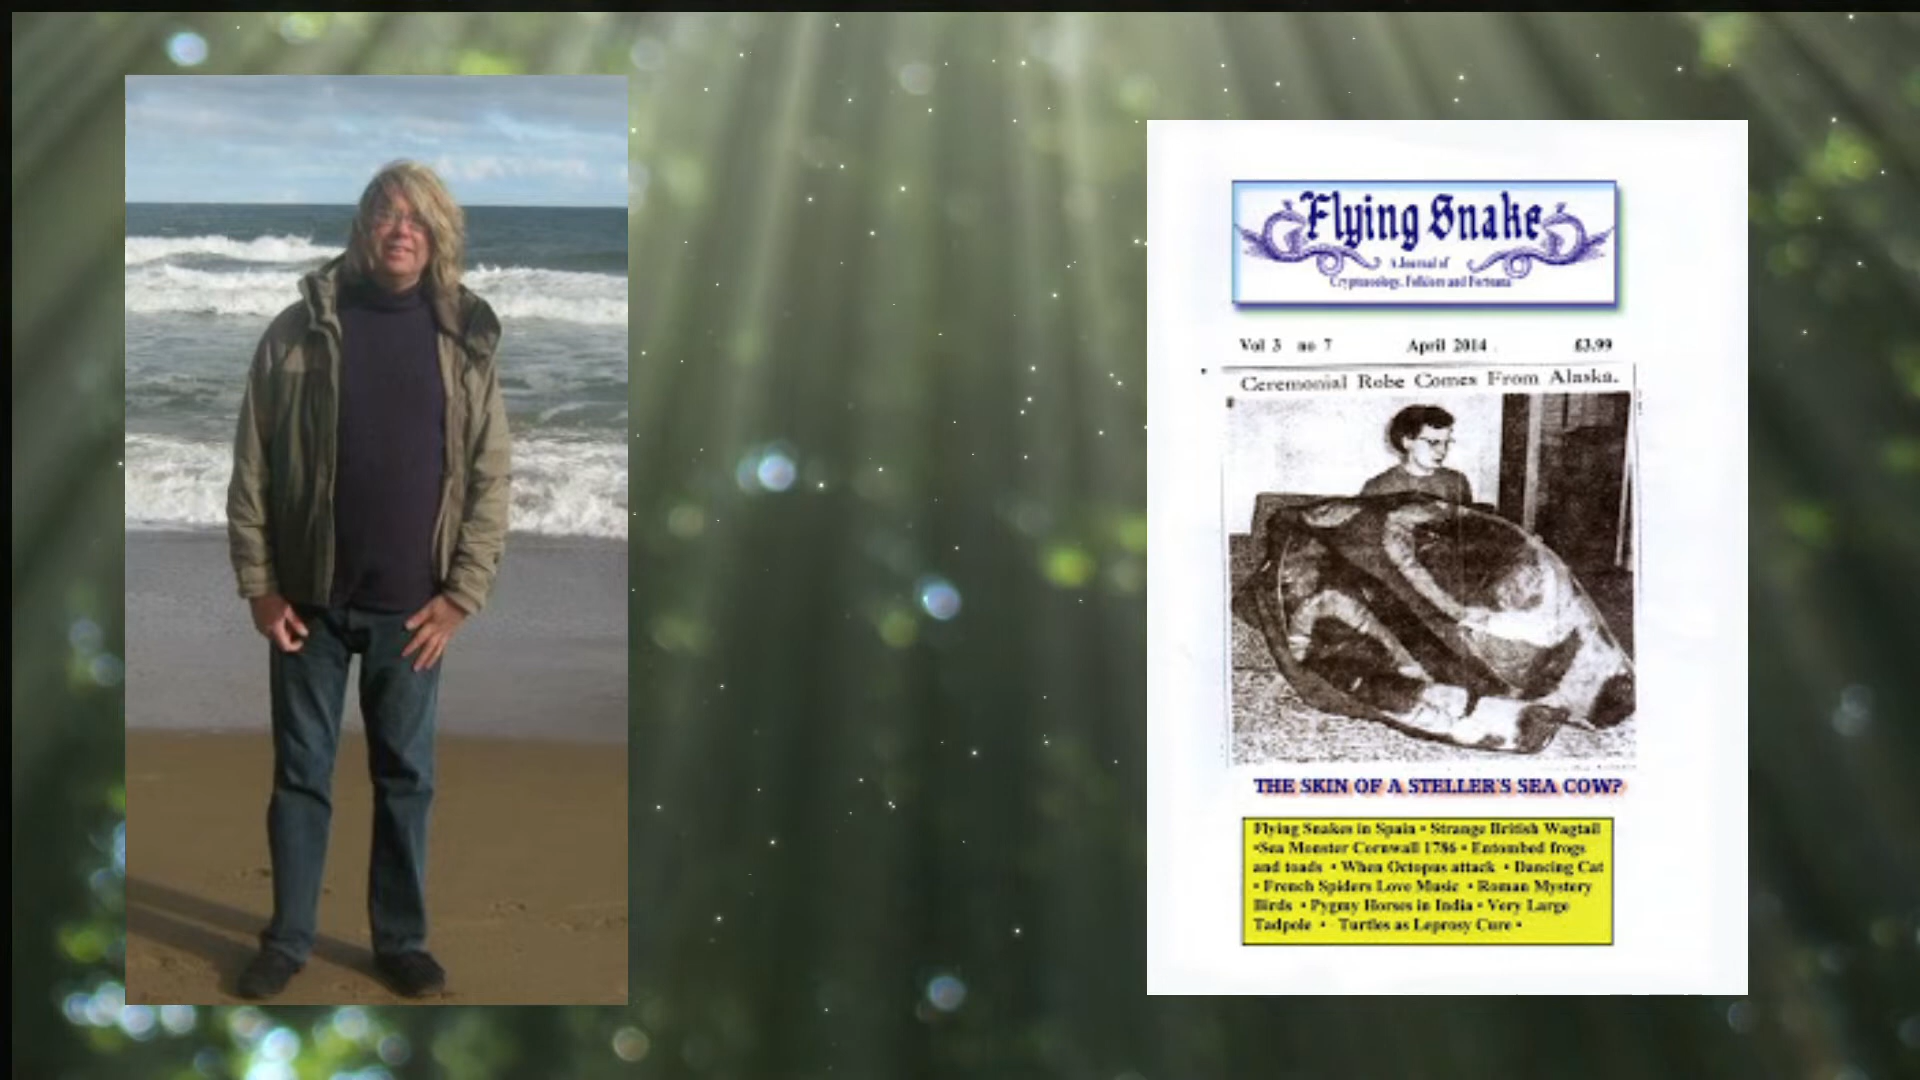 Flying Snake
A Journal of
Cryptozoology, Folklore and Forteana
Vol 3 no 7 April 2014 £3.99
Ceremonial Robe Comes From Alaska.
THE SKIN OF A STELLER'S SEA COW?
Flying Snakes in Spain • Strange British Wagtail
•Sea Monster Cornwall 1786 • Entombed frogs
and toads • When Octopus attack • Dancing Cat
• French Spiders Love Music • Roman Mystery
Birds • Pygmy Horses in India • Very Large
Tadpole • Turtles as Leprosy Cure •